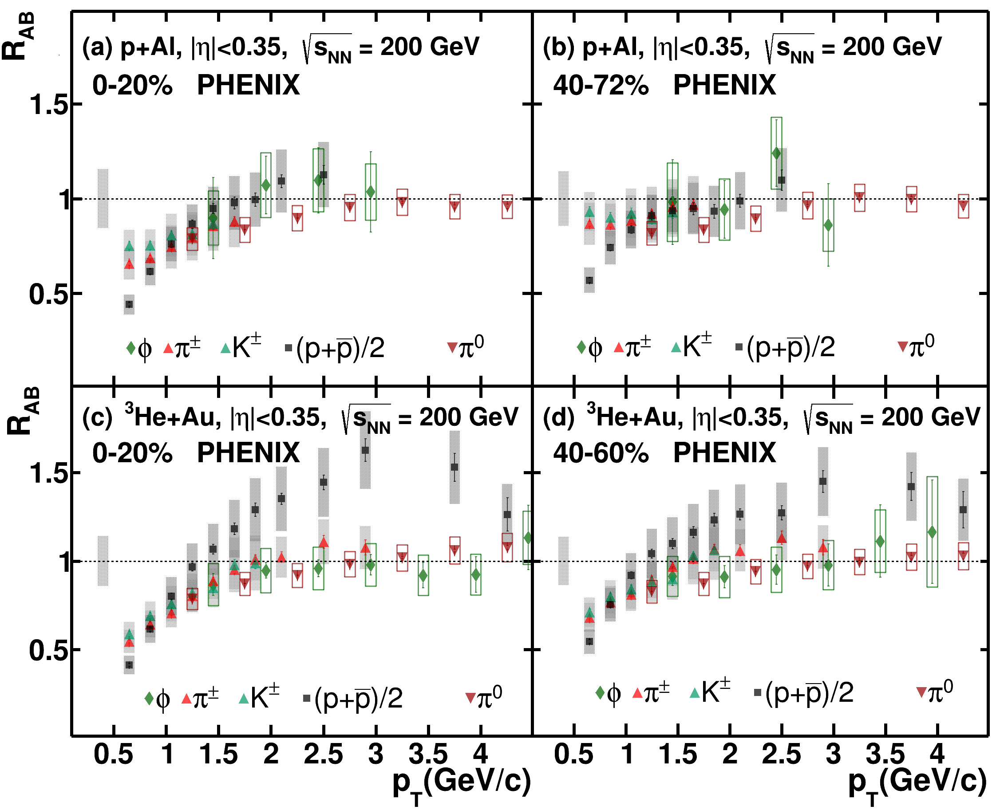 R_AB
(a) p+Al, |η|<0.35, √s_NN = 200 GeV
0-20% PHENIX
1.5
1
0.5
ϕ π± K± (p+p̅)/2 π⁰
(b) p+Al, |η|<0.35, √s_NN = 200 GeV
40-72% PHENIX
ϕ π± K± (p+p̅)/2 π⁰
R_AB
(c) ³He+Au, |η|<0.35, √s_NN = 200 GeV
0-20% PHENIX
1.5
1
0.5
ϕ π± K± (p+p̅)/2 π⁰
0.5 1 1.5 2 2.5 3 3.5 4
p_T(GeV/c)
(d) ³He+Au, |η|<0.35, √s_NN = 200 GeV
40-60% PHENIX
ϕ π± K± (p+p̅)/2 π⁰
0.5 1 1.5 2 2.5 3 3.5 4
p_T(GeV/c)